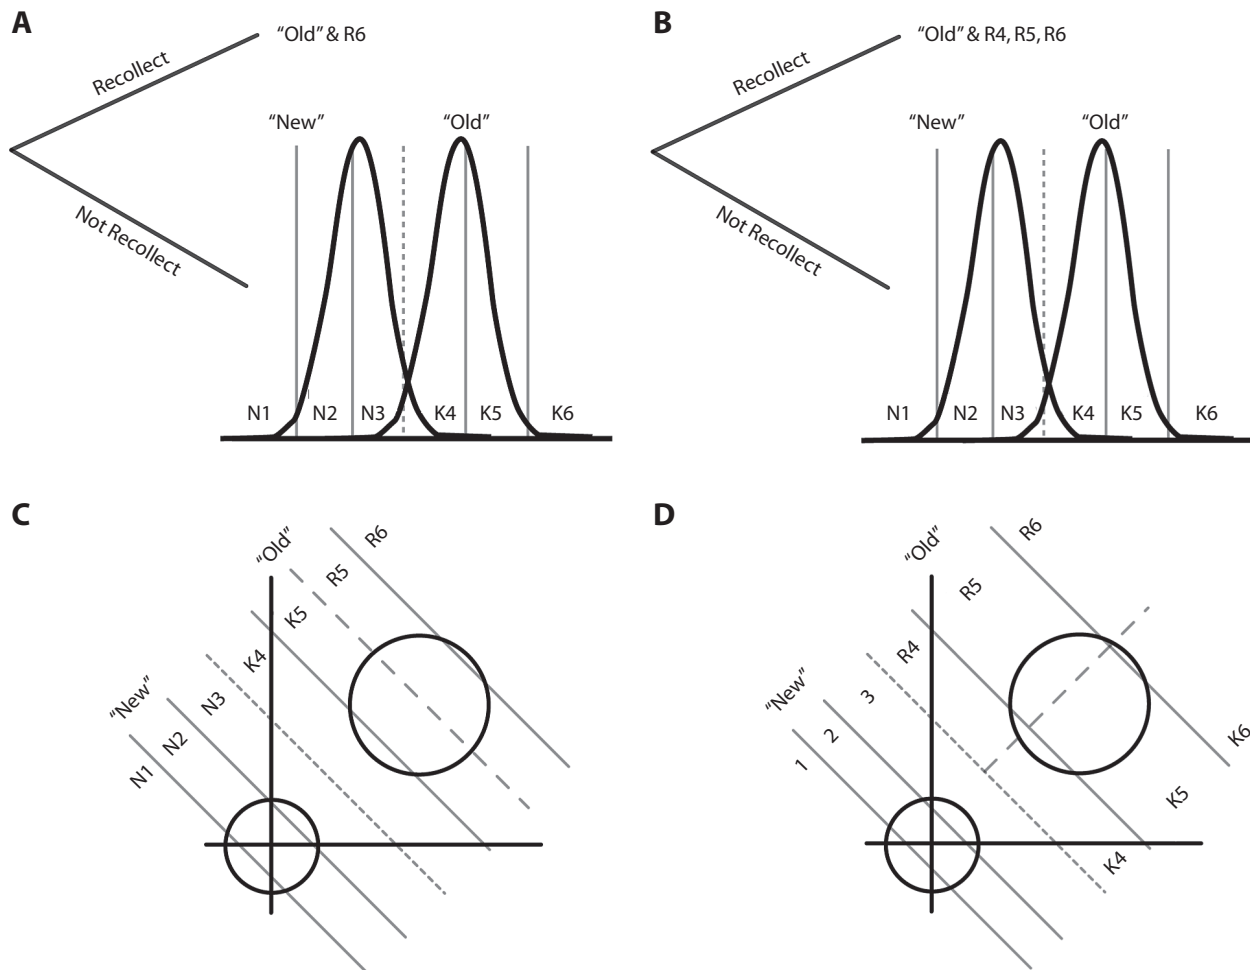 A
“Old” & R6
Recollect
“New”
“Old”
Not Recollect
N1
N2
N3
K4
K5
K6
B
“Old” & R4, R5, R6
Recollect
“New”
“Old”
Not Recollect
N1
N2
N3
K4
K5
K6
C
“Old”
R6
R5
K5
K4
“New”
N3
N2
N1
D
“Old”
R6
R5
R4
“New”
3
2
1
K6
K5
K4